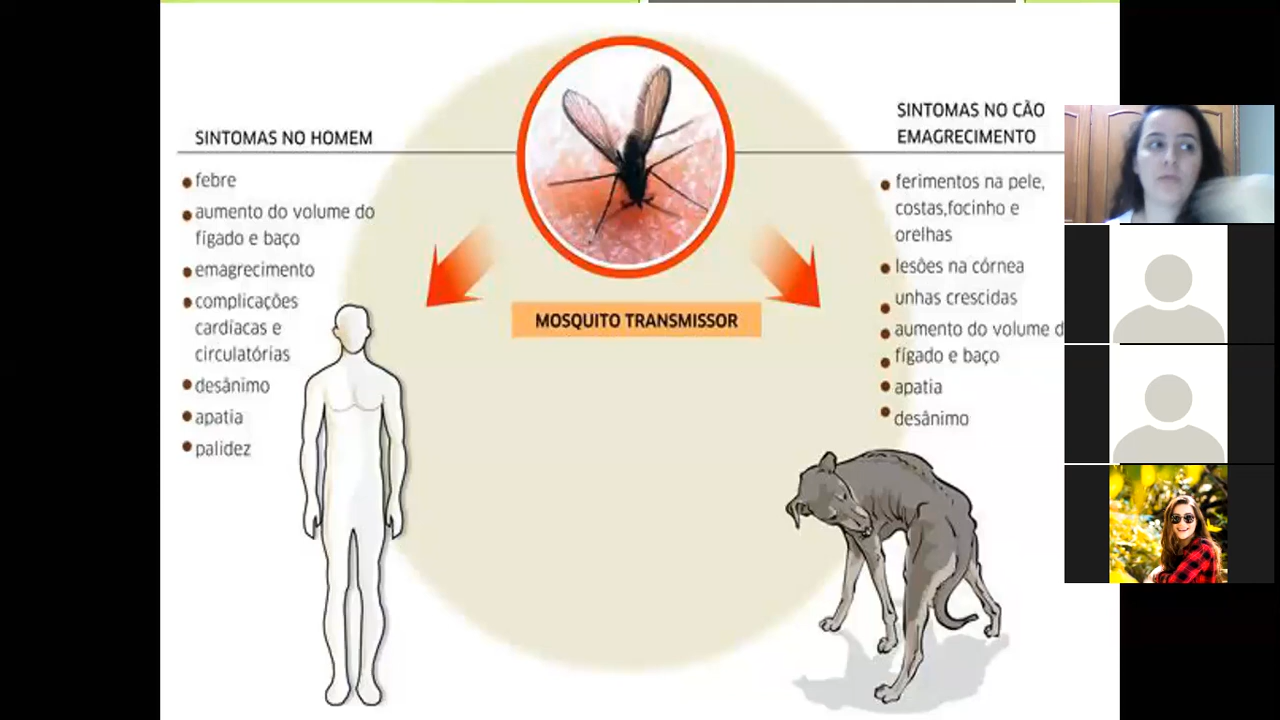 SINTOMAS NO HOMEM
febre
aumento do volume do
fígado e baço
emagrecimento
complicações
cardíacas e
circulatórias
desânimo
apatia
palidez
MOSQUITO TRANSMISSOR
SINTOMAS NO CÃO
EMAGRECIMENTO
ferimentos na pele,
costas,focinho e
orelhas
lesões na córnea
unhas crescidas
aumento do volume d
fígado e baço
apatia
desânimo